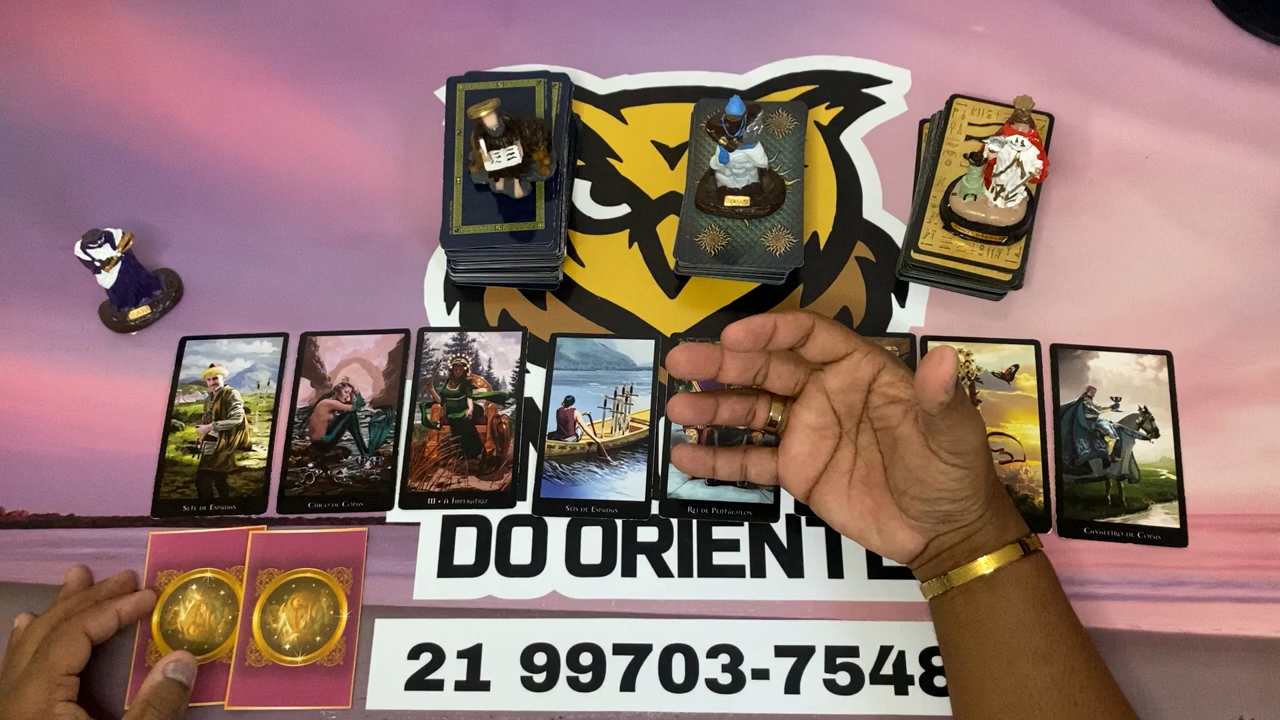 SETE DE ESPADAS
CINCO DE COPAS
III • A IMPERATRIZ
SEIS DE ESPADAS
REI DE PENTÁCULOS
CAVALEIRO DE COPAS
DO ORIENTE
21 99703-7548